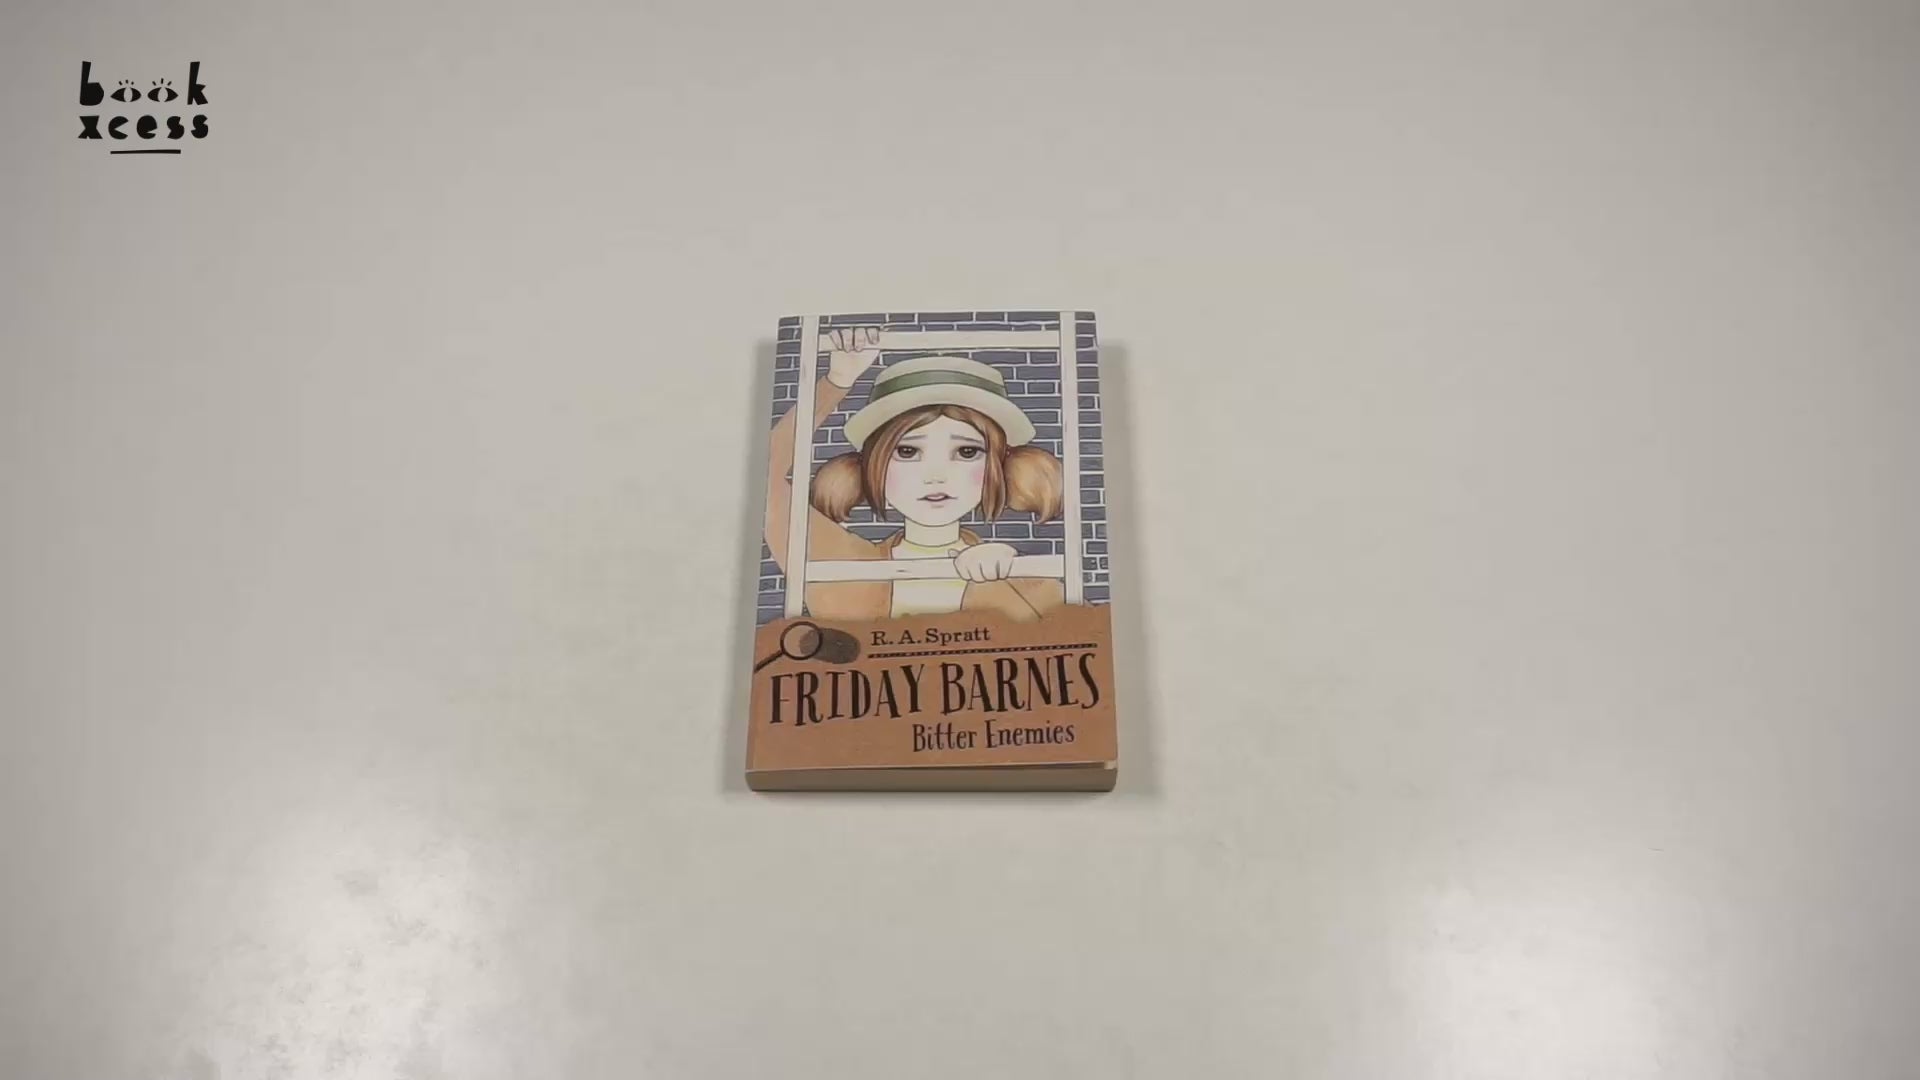 book
xcess
R. A. Spratt
FRIDAY BARNES
Bitter Enemies